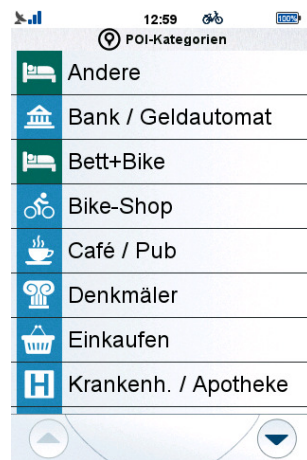 12:59
100%
POI-Kategorien
Andere
Bank / Geldautomat
Bett+Bike
Bike-Shop
Café / Pub
Denkmäler
Einkaufen
H
Krankenh. / Apotheke